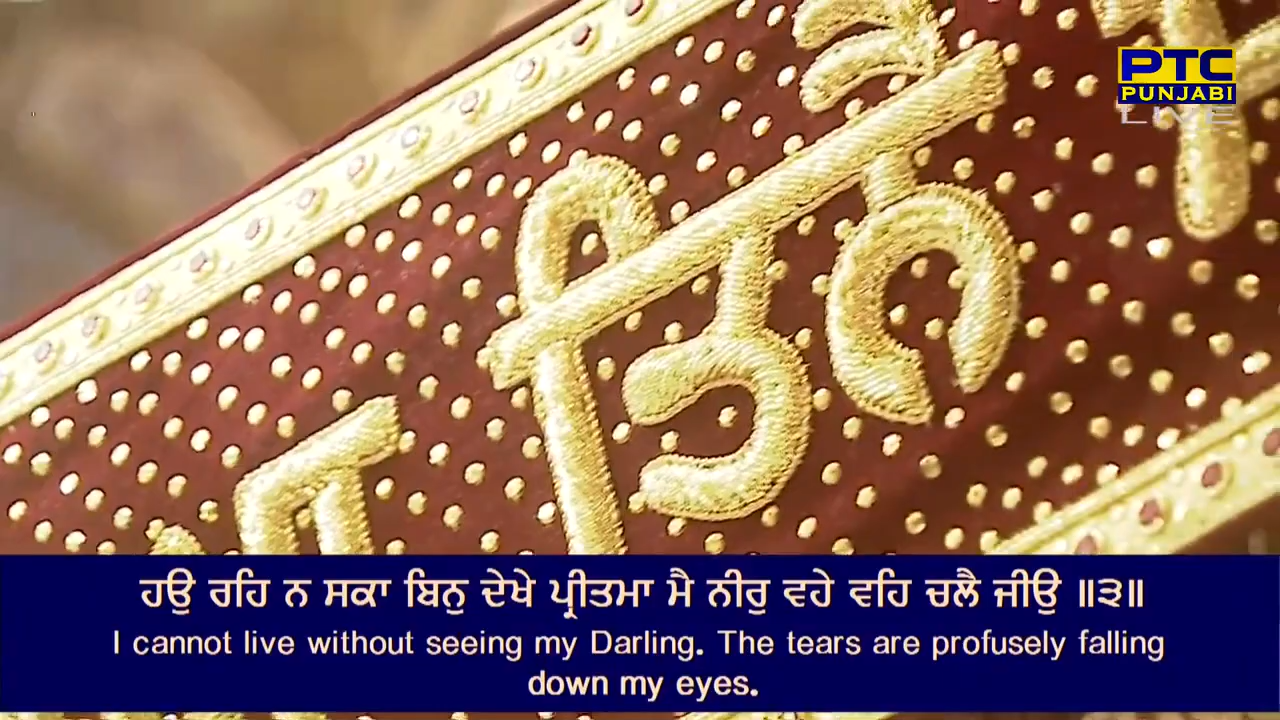 PTC
PUNJABI
LIVE
ਹਉ ਰਹਿ ਨ ਸਕਾ ਬਿਨੁ ਦੇਖੇ ਪ੍ਰੀਤਮਾ ਮੈ ਨੀਰੁ ਵਹੇ ਵਹਿ ਚਲੈ ਜੀਉ ॥੩॥
I cannot live without seeing my Darling. The tears are profusely falling
down my eyes.